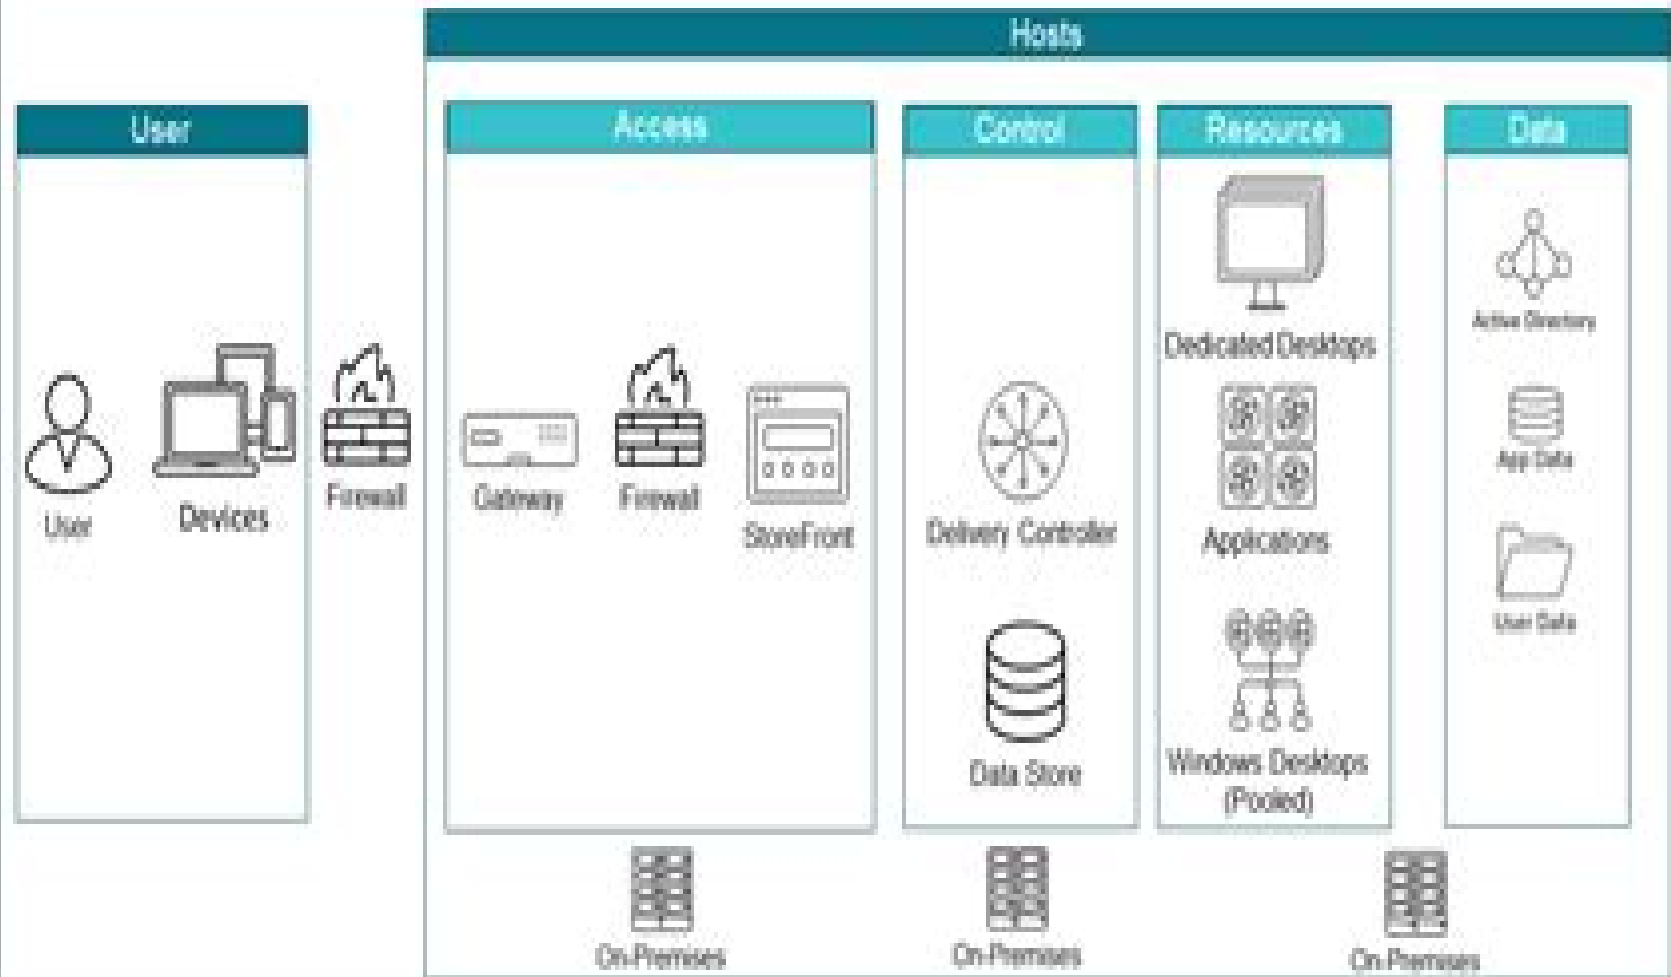 Hosts
User
Access
Control
Resources
Data
User
Devices
Firewall
Gateway
Firewall
StoreFront
Delivery Controller
Data Store
Dedicated Desktops
Applications
Windows Desktops
(Pooled)
Active Directory
App Data
User Data
On-Premises
On-Premises
On-Premises